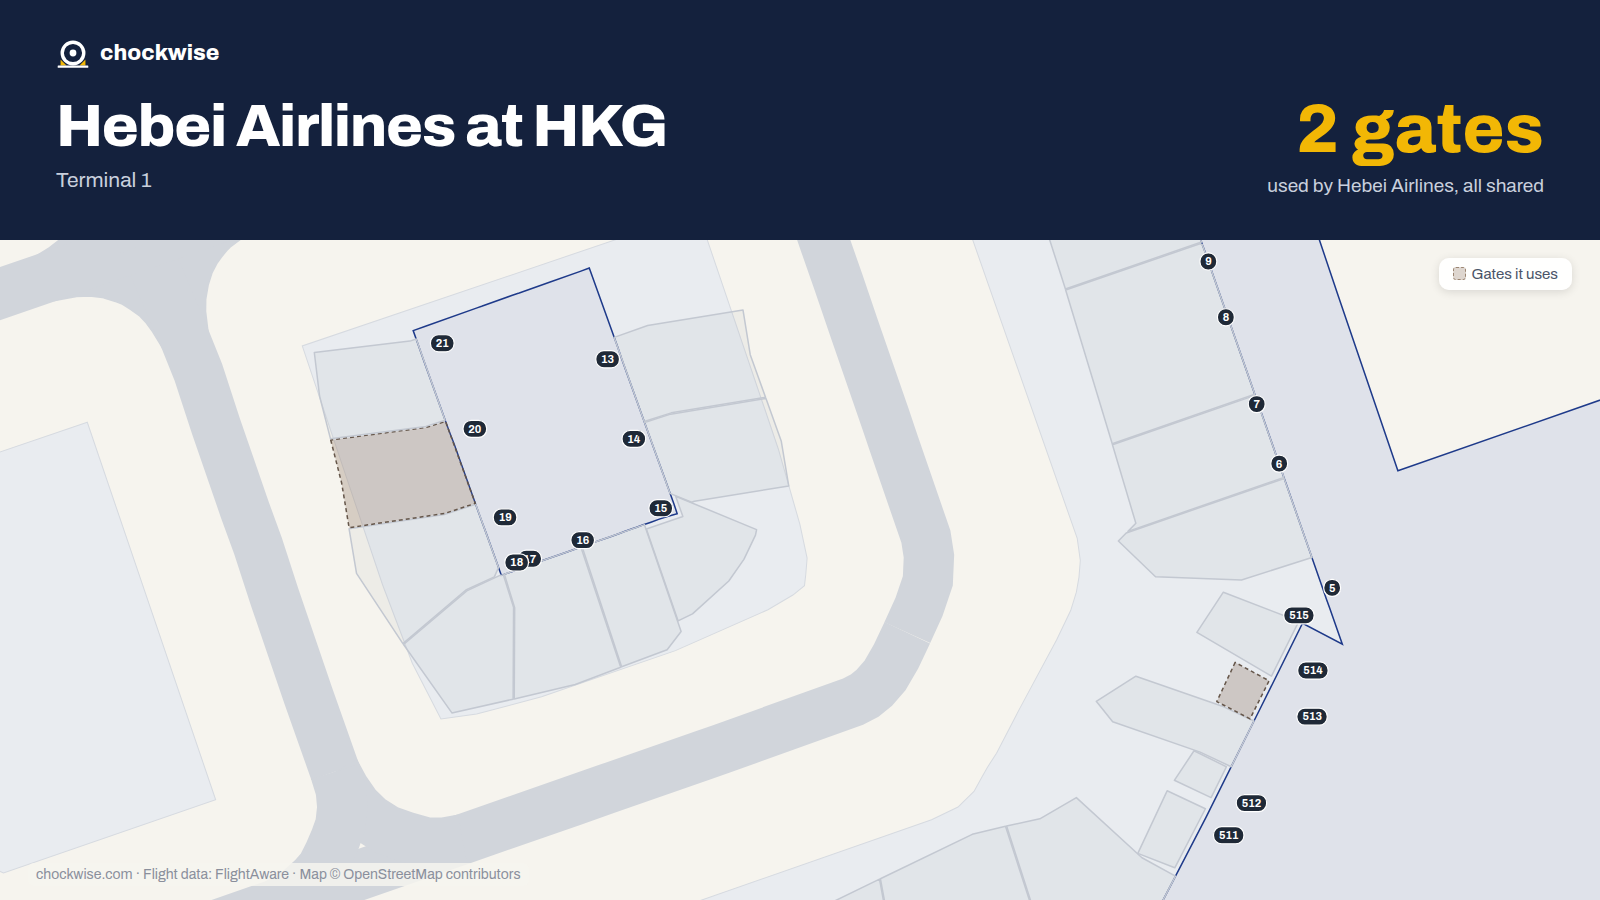 chockwise
Hebei Airlines at HKG
Terminal 1
2 gates
used by Hebei Airlines, all shared
Gates it uses
9
8
7
6
5
21
13
20
14
15
19
16
17
18
515
514
513
512
511
chockwise.com · Flight data: FlightAware · Map © OpenStreetMap contributors